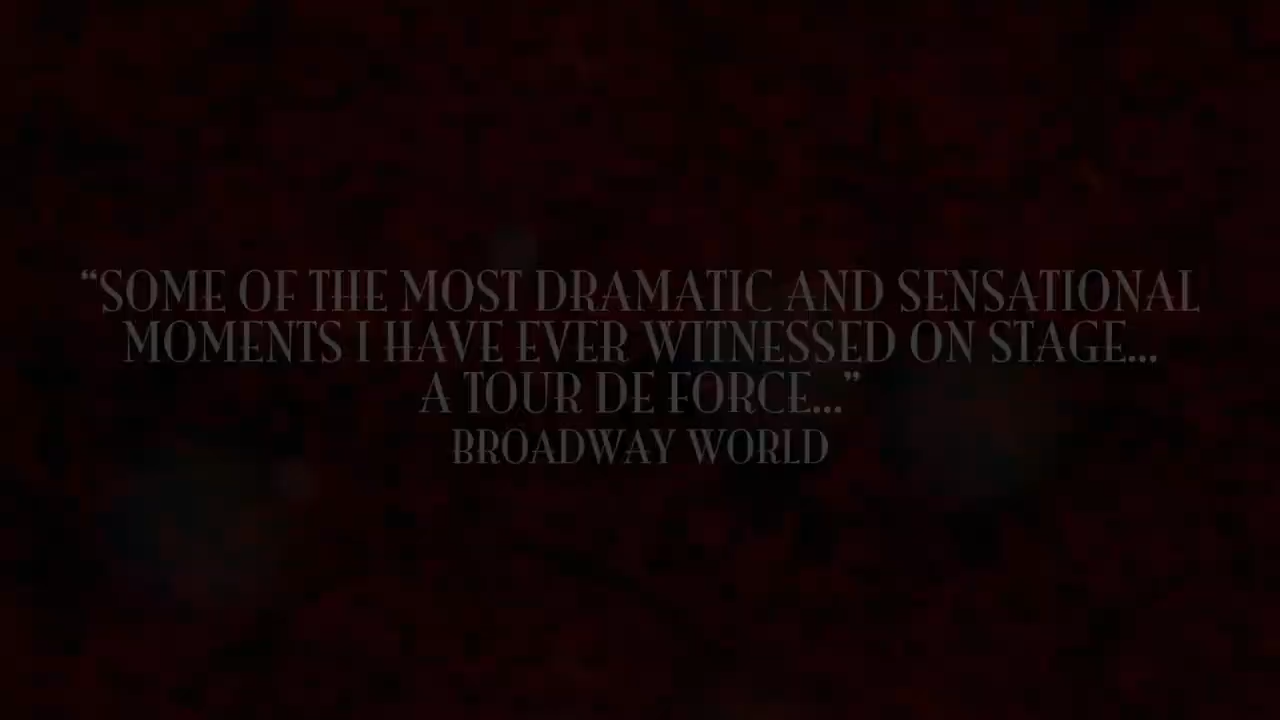 “SOME OF THE MOST DRAMATIC AND SENSATIONAL
MOMENTS I HAVE EVER WITNESSED ON STAGE...
A TOUR DE FORCE...”
BROADWAY WORLD